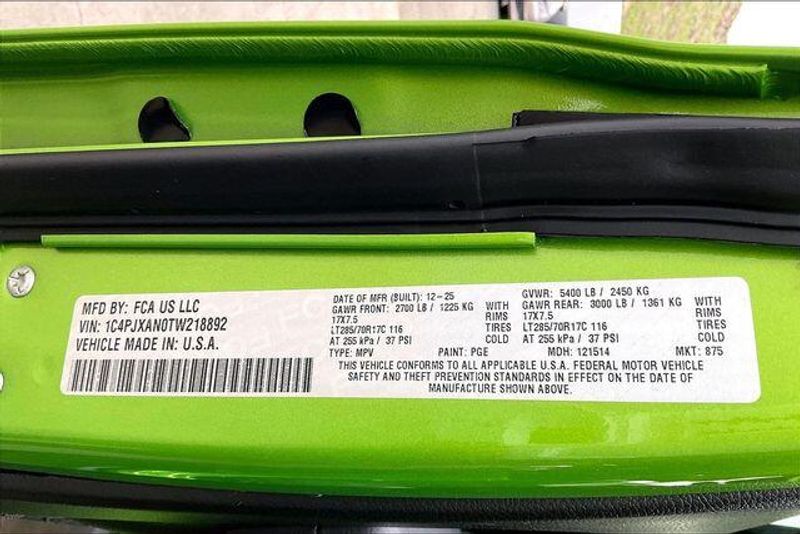 MFD BY: FCA US LLC
VIN: 1C4PJXAN0TW218892
VEHICLE MADE IN: U.S.A.
DATE OF MFR (BUILT): 12-25 GVWR: 5400 LB / 2450 KG
GAWR FRONT: 2700 LB / 1225 KG WITH GAWR REAR: 3000 LB / 1361 KG WITH
17X7.5 RIMS 17X7.5 RIMS
LT285/70R17C 116 TIRES LT285/70R17C 116 TIRES
AT 255 kPa / 37 PSI COLD AT 255 kPa / 37 PSI COLD
TYPE: MPV PAINT: PGE MDH: 121514 MKT: 875
THIS VEHICLE CONFORMS TO ALL APPLICABLE U.S.A. FEDERAL MOTOR VEHICLE
SAFETY AND THEFT PREVENTION STANDARDS IN EFFECT ON THE DATE OF
MANUFACTURE SHOWN ABOVE.